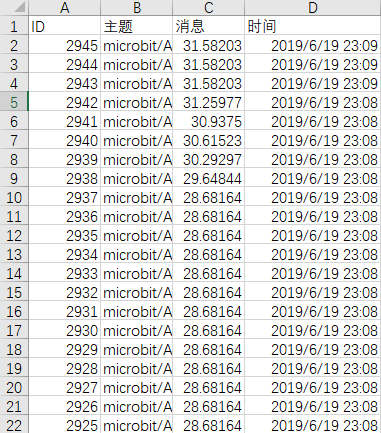 A B C D
1 ID 主题 消息 时间
2 2945 microbit/A 31.58203 2019/6/19 23:09
3 2944 microbit/A 31.58203 2019/6/19 23:09
4 2943 microbit/A 31.58203 2019/6/19 23:09
5 2942 microbit/A 31.25977 2019/6/19 23:08
6 2941 microbit/A 30.9375 2019/6/19 23:08
7 2940 microbit/A 30.61523 2019/6/19 23:08
8 2939 microbit/A 30.29297 2019/6/19 23:08
9 2938 microbit/A 29.64844 2019/6/19 23:08
10 2937 microbit/A 28.68164 2019/6/19 23:08
11 2936 microbit/A 28.68164 2019/6/19 23:08
12 2935 microbit/A 28.68164 2019/6/19 23:08
13 2934 microbit/A 28.68164 2019/6/19 23:08
14 2933 microbit/A 28.68164 2019/6/19 23:08
15 2932 microbit/A 28.68164 2019/6/19 23:08
16 2931 microbit/A 28.68164 2019/6/19 23:08
17 2930 microbit/A 28.68164 2019/6/19 23:08
18 2929 microbit/A 28.68164 2019/6/19 23:08
19 2928 microbit/A 28.68164 2019/6/19 23:08
20 2927 microbit/A 28.68164 2019/6/19 23:08
21 2926 microbit/A 28.68164 2019/6/19 23:08
22 2925 microbit/A 28.68164 2019/6/19 23:08